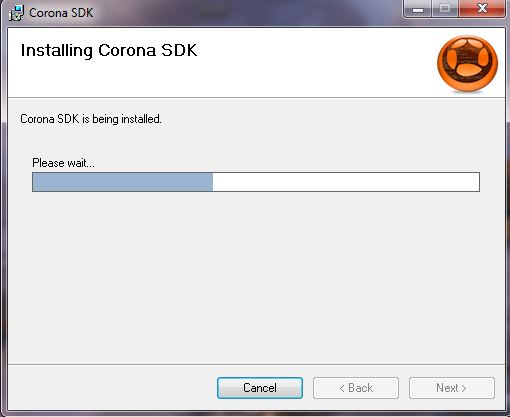 Corona SDK
Installing Corona SDK
Corona SDK is being installed.
Please wait...
Cancel
< Back
Next >